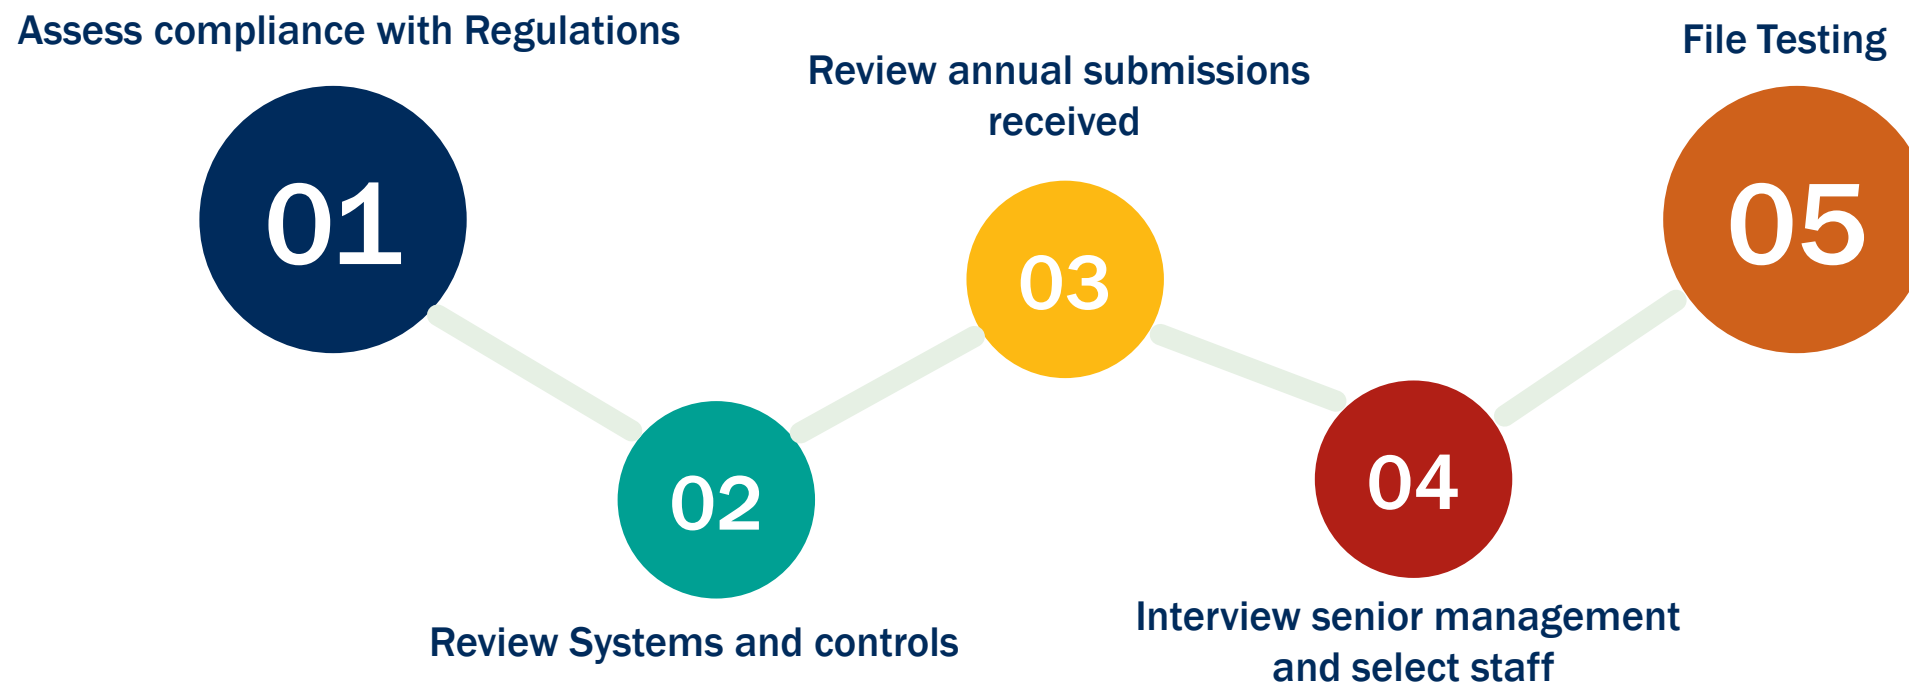 Assess compliance with Regulations
01
Review Systems and controls
02
Review annual submissions
received
03
Interview senior management
and select staff
04
File Testing
05